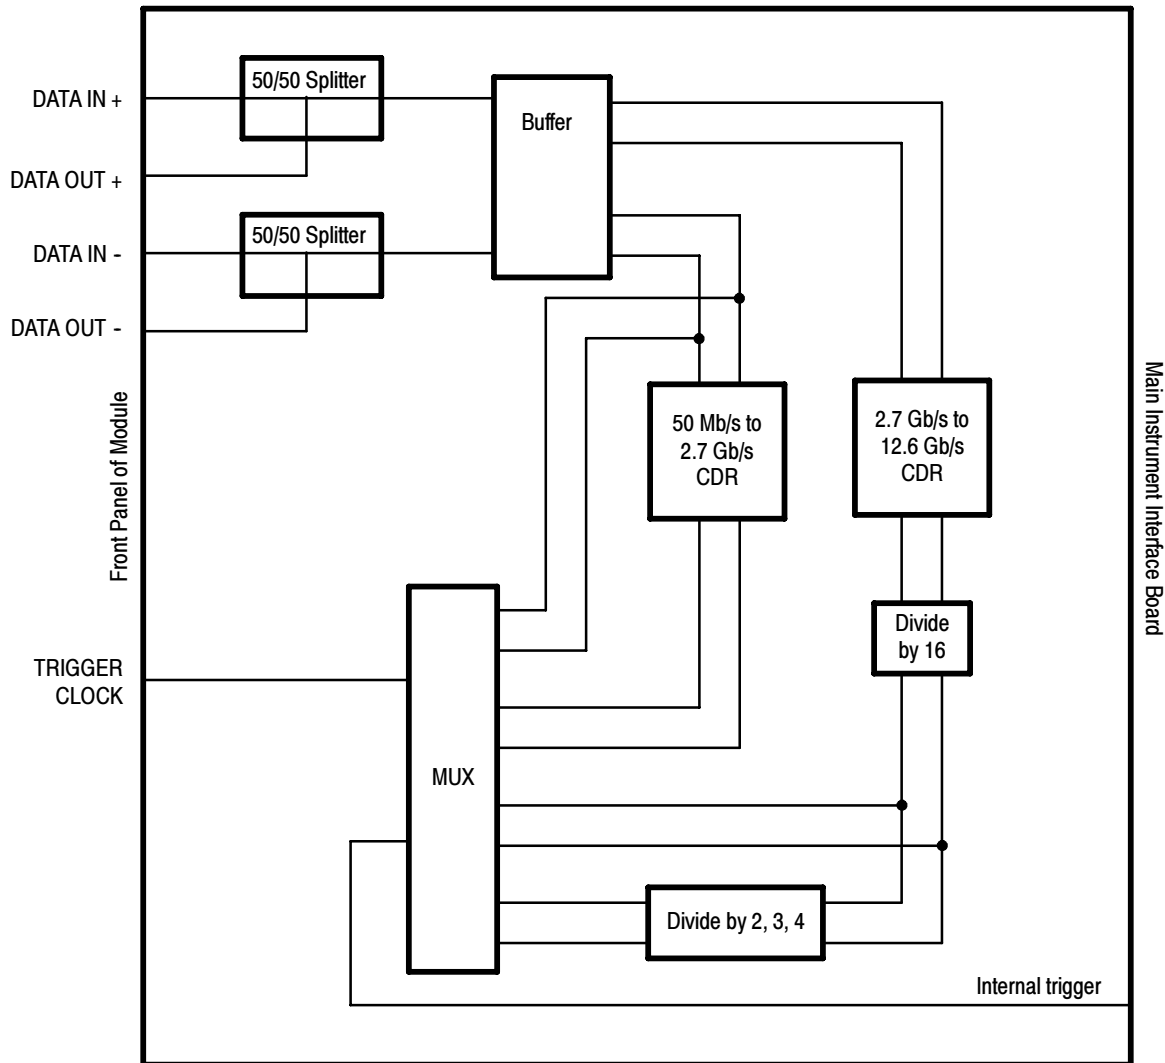 50/50 Splitter
DATA IN +
Buffer
DATA OUT +
50/50 Splitter
DATA IN -
DATA OUT -
Front Panel of Module
Main Instrument Interface Board
50 Mb/s to
2.7 Gb/s
CDR
2.7 Gb/s to
12.6 Gb/s
CDR
Divide
by 16
TRIGGER
CLOCK
MUX
Divide by 2, 3, 4
Internal trigger